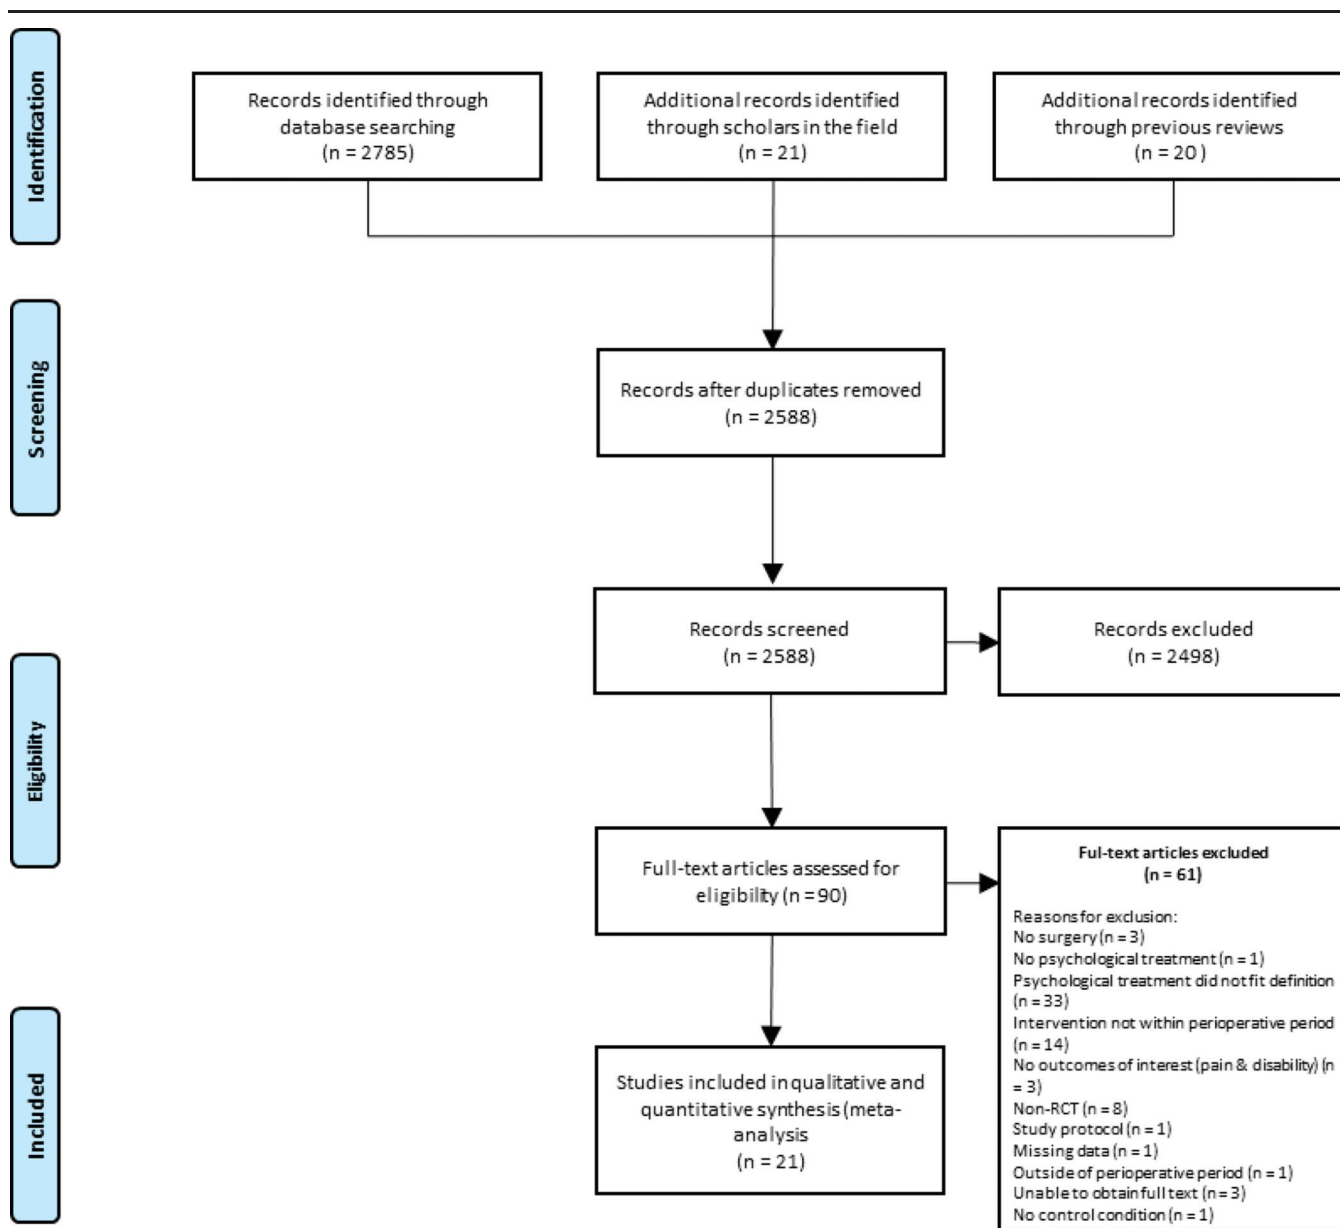 Identification
Records identified through
database searching
(n = 2785)
Additional records identified
through scholars in the field
(n = 21)
Additional records identified
through previous reviews
(n = 20 )
Screening
Records after duplicates removed
(n = 2588)
Records screened
(n = 2588)
Records excluded
(n = 2498)
Eligibility
Full-text articles assessed for
eligibility (n = 90)
Ful-text articles excluded
(n = 61)
Reasons for exclusion:
No surgery (n = 3)
No psychological treatment (n = 1)
Psychological treatment did not fit definition
(n = 33)
Intervention not within perioperative period
(n = 14)
No outcomes of interest (pain & disability) (n
= 3)
Non-RCT (n = 8)
Study protocol (n = 1)
Missing data (n = 1)
Outside of perioperative period (n = 1)
Unable to obtain full text (n = 3)
No control condition (n = 1)
Included
Studies included in qualitative and
quantitative synthesis (meta-
analysis
(n = 21)